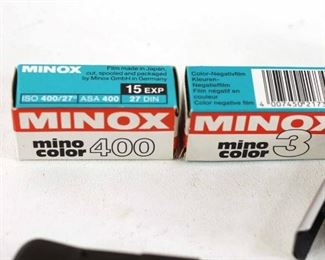 MINOX
Film made in Japan,
cut, spooled and packaged
by Minox GmbH in Germany
15 EXP
ISO 400/27° ASA 400 27 DIN
MINOX
mino
color 400
Color-Negativfilm
Kleuren-
Negatieffilm
Film négatif en
couleur
Color negative film
4 007450 217
MINOX
mino
color 3